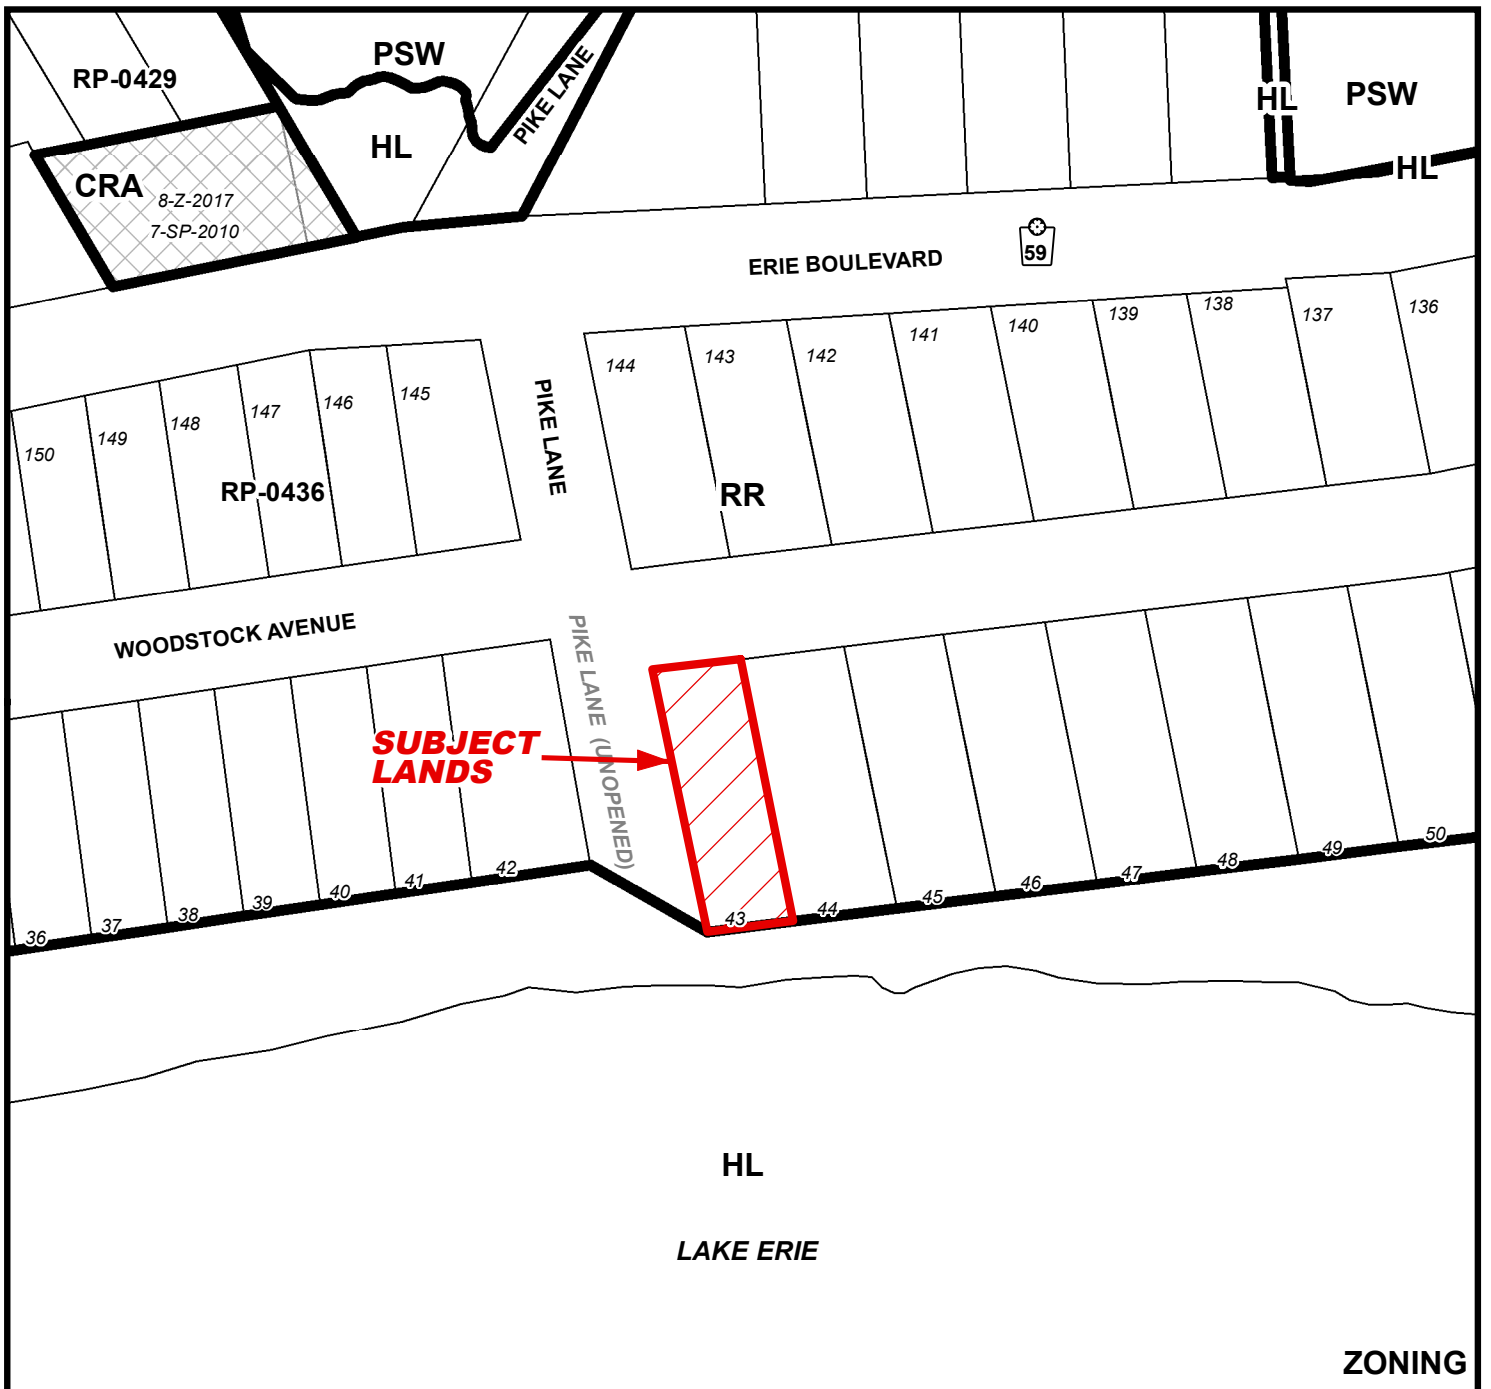 PSW
RP-0429
PIKE LANE
HL
PSW
HL
HL
CRA
8-Z-2017
7-SP-2010
59
ERIE BOULEVARD
144
143
142
141
140
139
138
137
136
150
149
148
147
146
145
PIKE LANE
RP-0436
RR
WOODSTOCK AVENUE
PIKE LANE (UNOPENED)
SUBJECT
LANDS
36
37
38
39
40
41
42
43
44
45
46
47
48
49
50
HL
LAKE ERIE
ZONING